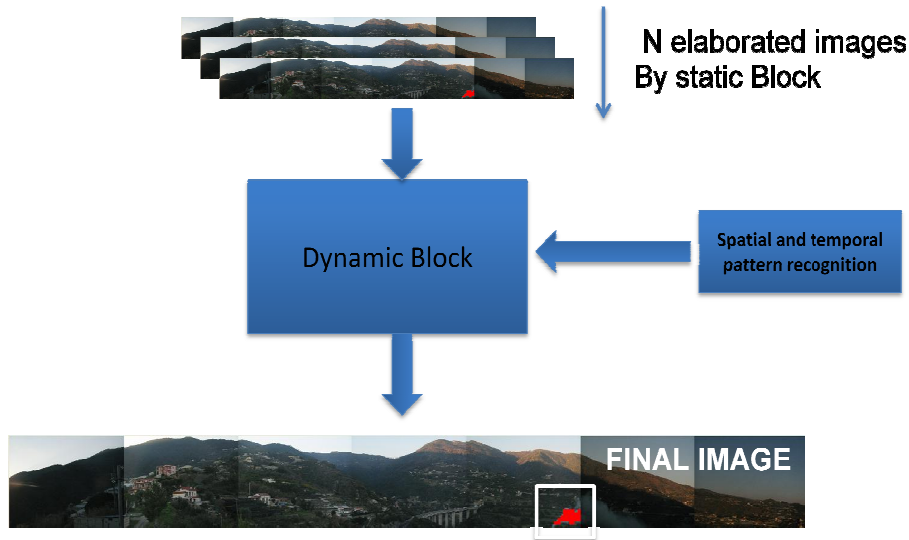 N elaborated images
By static Block
Dynamic Block
Spatial and temporal
pattern recognition
FINAL IMAGE